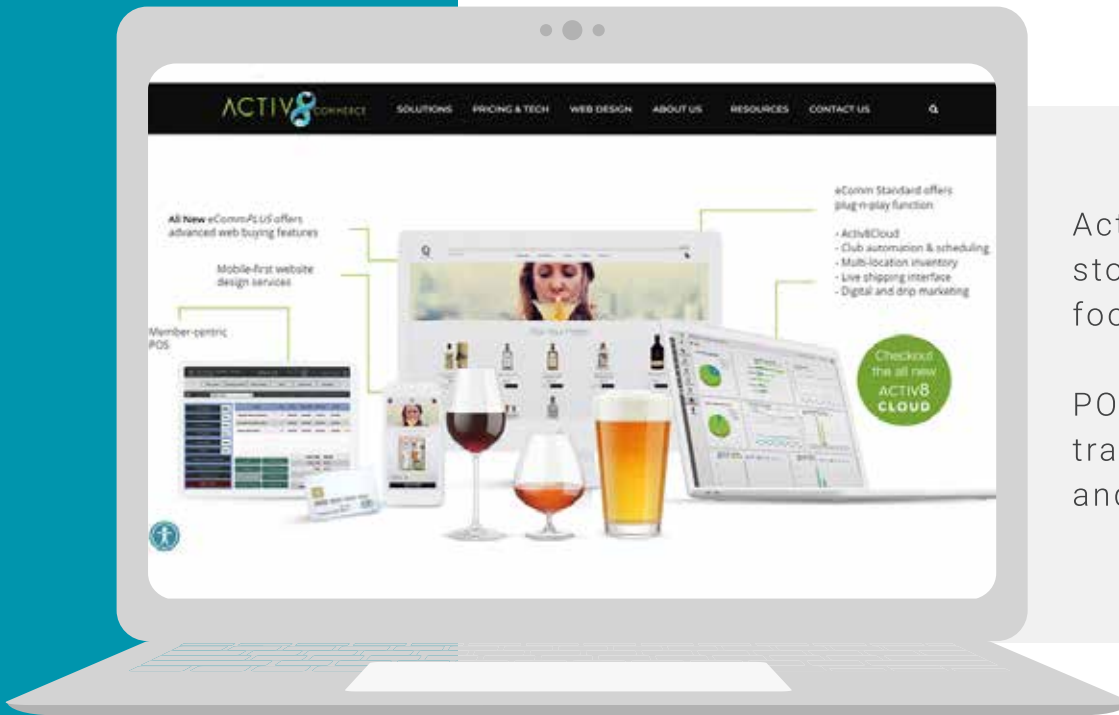 ACTIV8 COMMERCE
SOLUTIONS PRICING & TECH WEB DESIGN ABOUT US RESOURCES CONTACT US
All New eCommPLUS offers
advanced web buying features
Mobile-first website
design services
Member-centric
POS
eComm Standard offers
plug-n-play function
- Activ8Cloud
- Club automation & scheduling
- Multi-location inventory
- Live shipping interface
- Digital and drip marketing
Checkout
the all new
ACTIV8
CLOUD
Act
sto
foo
PO
tra
and